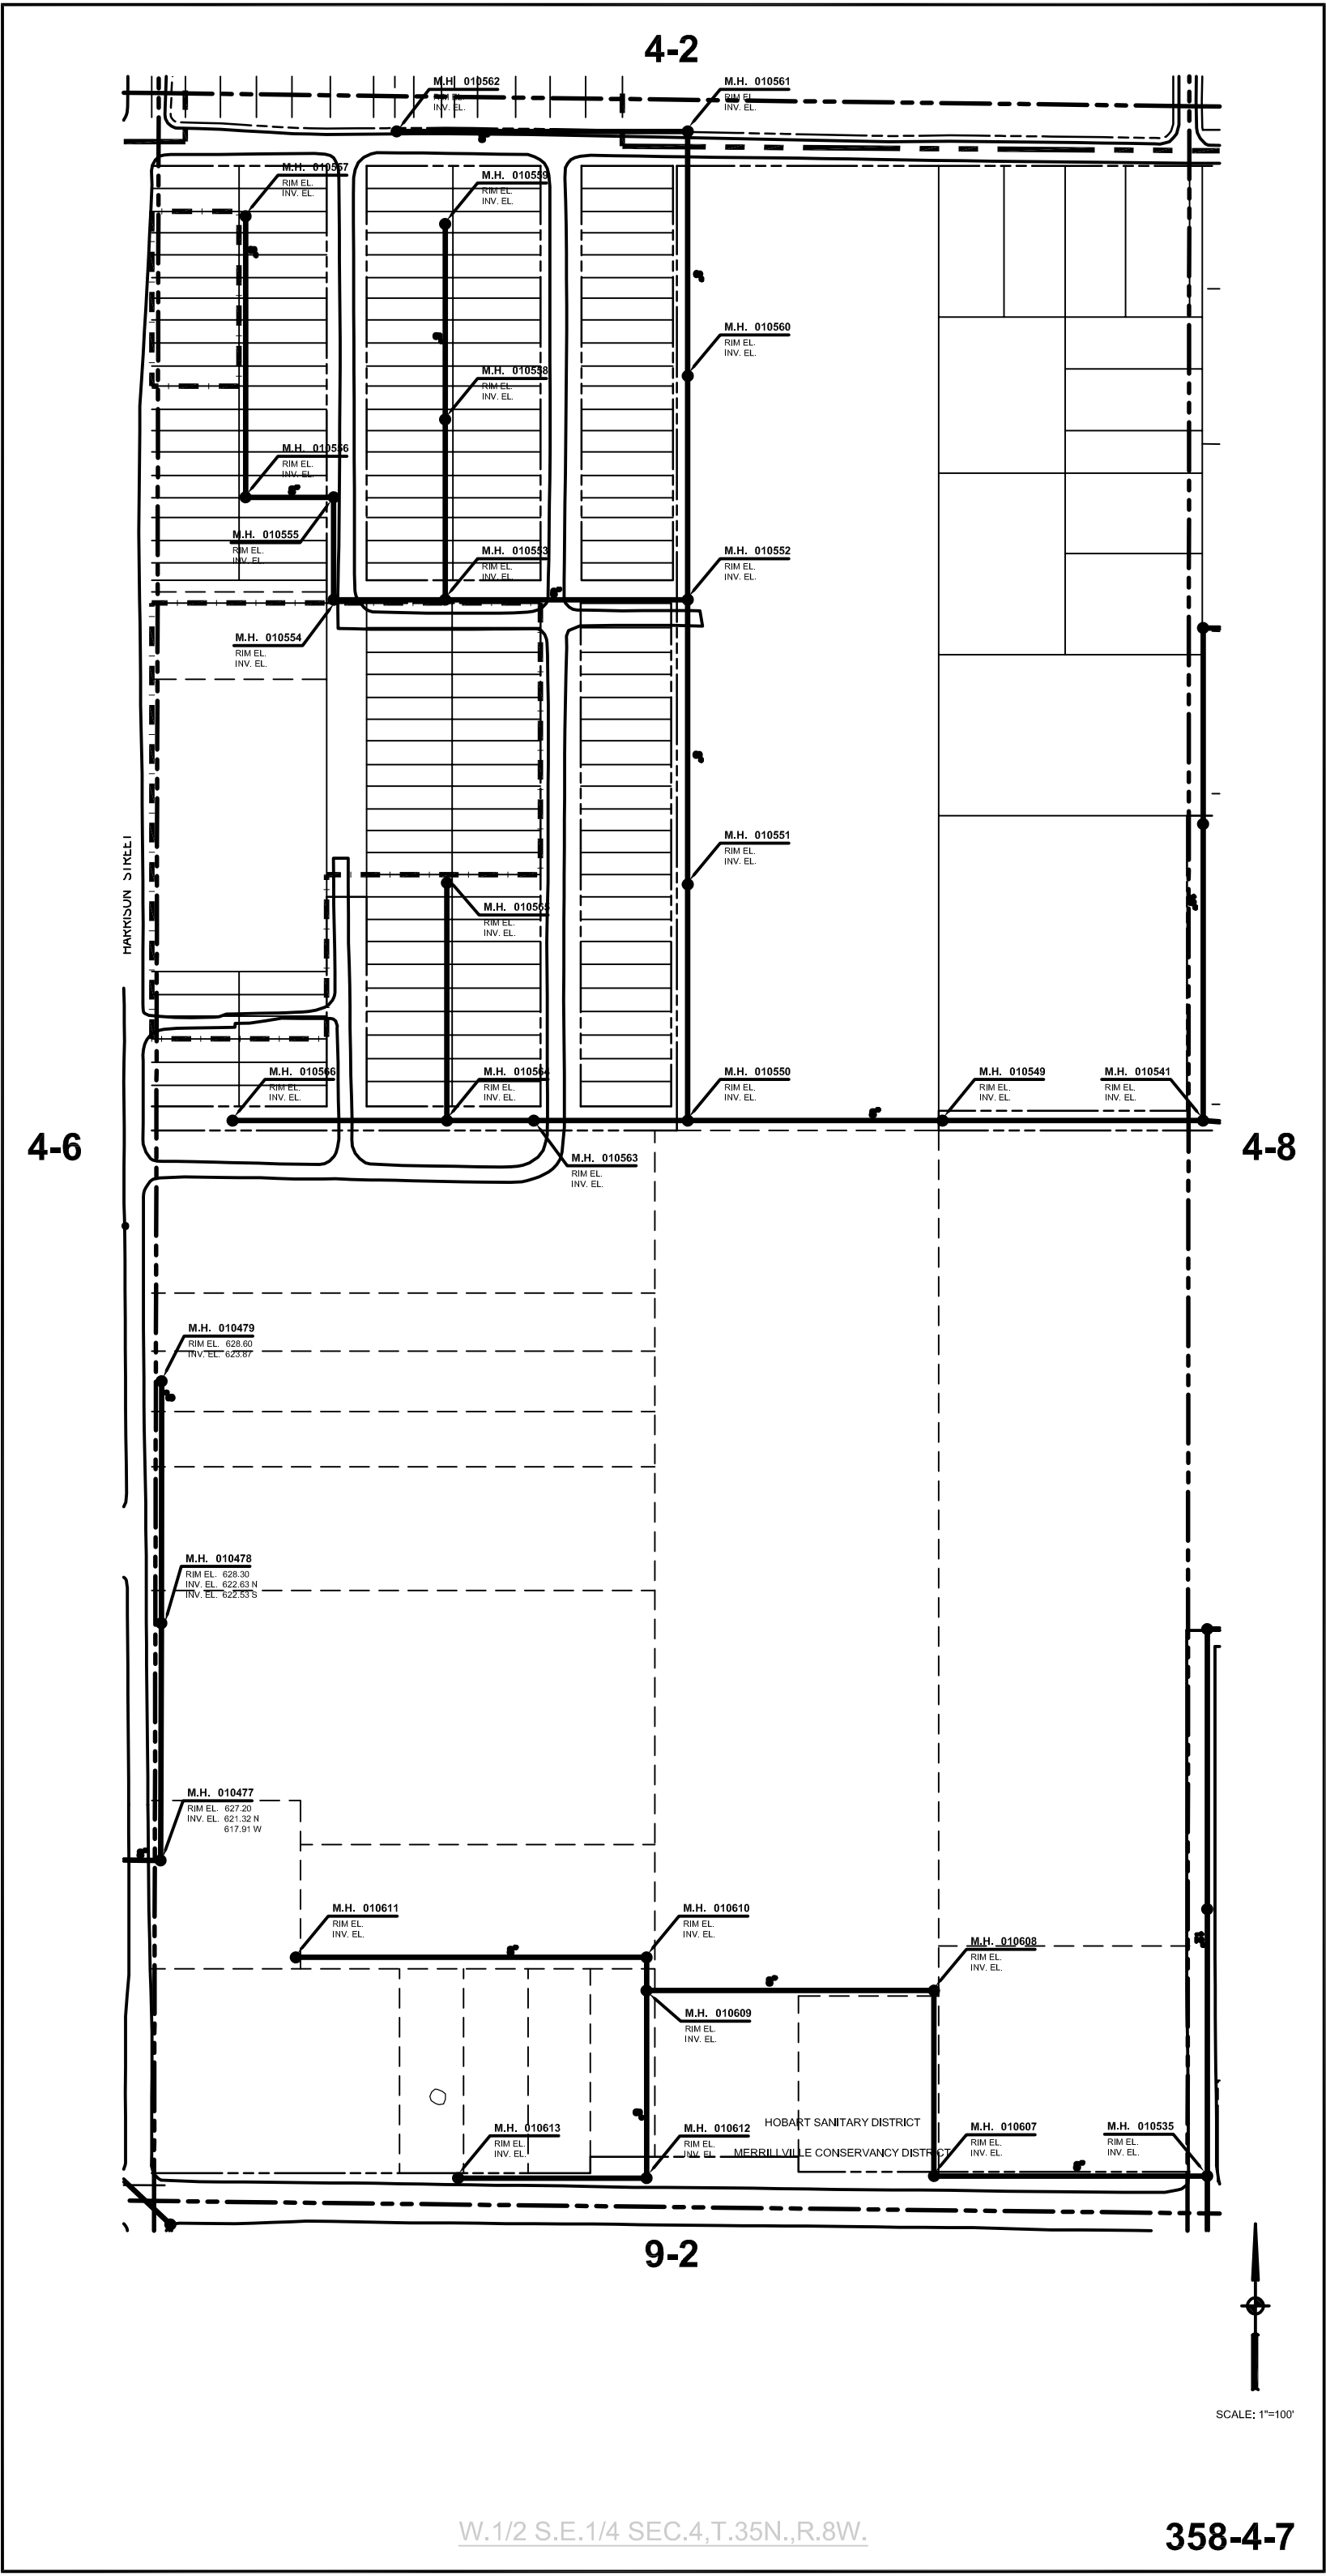 4-2
M.H. 010562
RIM EL.
INV. EL.
M.H. 010561
RIM EL.
INV. EL.
M.H. 010557
RIM EL.
INV. EL.
M.H. 010559
RIM EL.
INV. EL.
M.H. 010560
RIM EL.
INV. EL.
M.H. 010558
RIM EL.
INV. EL.
M.H. 010556
RIM EL.
INV. EL.
M.H. 010555
RIM EL.
INV. EL.
M.H. 010553
RIM EL.
INV. EL.
M.H. 010552
RIM EL.
INV. EL.
M.H. 010554
RIM EL.
INV. EL.
M.H. 010551
RIM EL.
INV. EL.
HARRISON STREET
M.H. 010565
RIM EL.
INV. EL.
M.H. 010566
RIM EL.
INV. EL.
M.H. 010564
RIM EL.
INV. EL.
M.H. 010550
RIM EL.
INV. EL.
M.H. 010549
RIM EL.
INV. EL.
M.H. 010541
RIM EL.
INV. EL.
4-6
4-8
M.H. 010563
RIM EL.
INV. EL.
M.H. 010479
RIM EL. 628.60
INV. EL. 623.87
M.H. 010478
RIM EL. 628.30
INV. EL. 622.63 N
INV. EL. 622.53 S
M.H. 010477
RIM EL. 627.20
INV. EL. 621.32 N
617.91 W
M.H. 010611
RIM EL.
INV. EL.
M.H. 010610
RIM EL.
INV. EL.
M.H. 010608
RIM EL.
INV. EL.
M.H. 010609
RIM EL.
INV. EL.
HOBART SANITARY DISTRICT
M.H. 010613
RIM EL.
INV. EL.
M.H. 010612
RIM EL.
INV. EL.
M.H. 010607
RIM EL.
INV. EL.
M.H. 010535
RIM EL.
INV. EL.
MERRILLVILLE CONSERVANCY DISTRICT
9-2
SCALE: 1"=100'
W.1/2 S.E.1/4 SEC.4,T.35N.,R.8W.
358-4-7